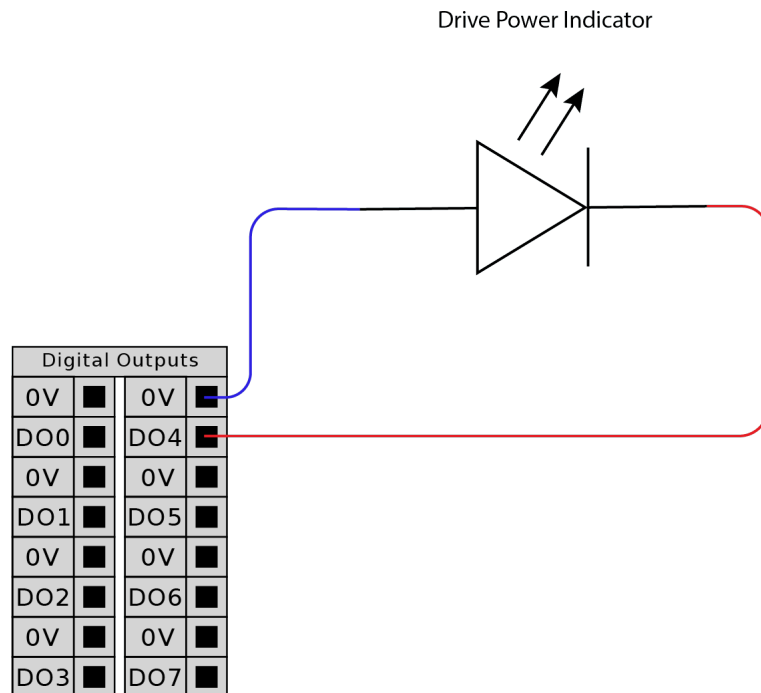 Drive Power Indicator
Digital Outputs
0V 0V
DO0 DO4
0V 0V
DO1 DO5
0V 0V
DO2 DO6
0V 0V
DO3 DO7